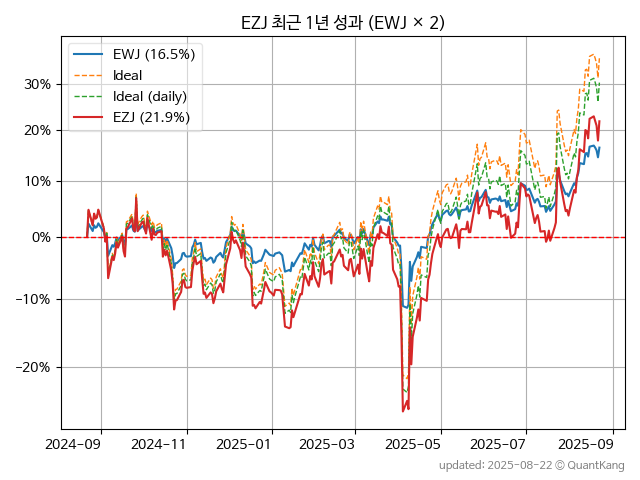 EZJ 최근 1년 성과 (EWJ × 2)
EWJ (16.5%)
Ideal
Ideal (daily)
EZJ (21.9%)
30%
20%
10%
0%
−10%
−20%
2024-09
2024-11
2025-01
2025-03
2025-05
2025-07
2025-09
updated: 2025-08-22 © QuantKang